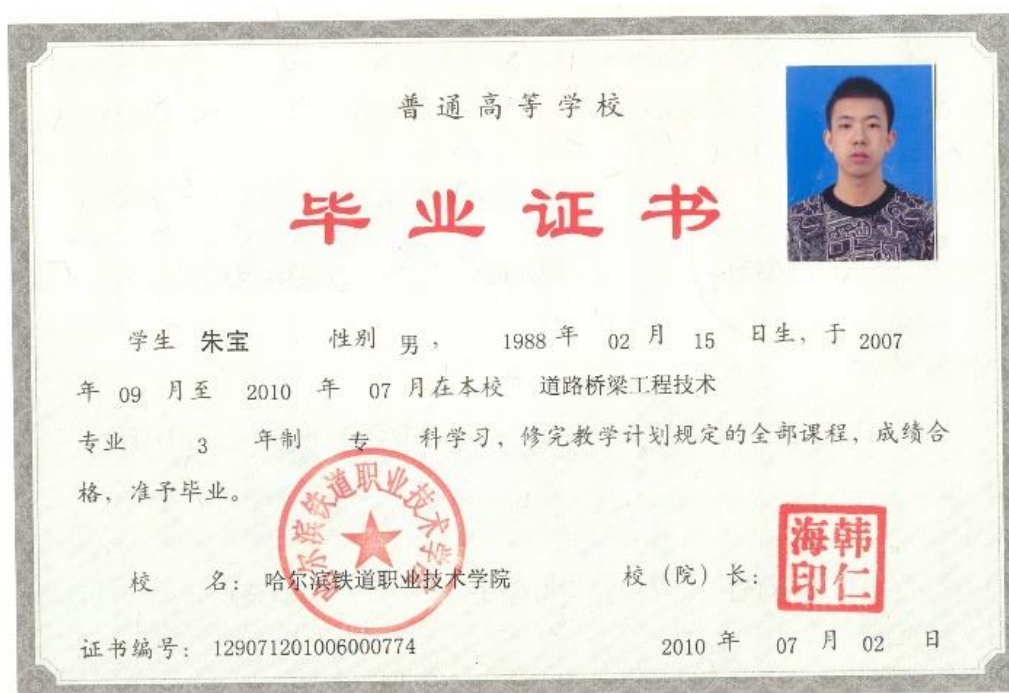 普通高等学校
毕业证书
学生 朱宝 性别 男， 1988 年 02 月 15 日生，于 2007
年 09 月至 2010 年 07 月在本校 道路桥梁工程技术
专业 3 年制 专 科学习，修完教学计划规定的全部课程，成绩合
格，准予毕业。
哈尔滨铁道职业技术学院
校 名：哈尔滨铁道职业技术学院 校（院）长：
韩仁海印
证书编号：129071201006000774 2010 年 07 月 02 日